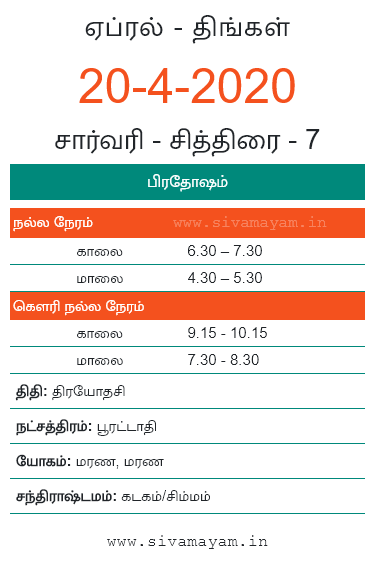 ஏப்ரல் - திங்கள்
20-4-2020
சார்வரி - சித்திரை - 7
பிரதோஷம்
நல்ல நேரம் www.sivamayam.in
காலை 6.30 – 7.30
மாலை 4.30 – 5.30
கௌரி நல்ல நேரம்
காலை 9.15 - 10.15
மாலை 7.30 - 8.30
திதி: திரயோதசி
நட்சத்திரம்: பூரட்டாதி
யோகம்: மரண, மரண
சந்திராஷ்டமம்: கடகம்/சிம்மம்
www.sivamayam.in